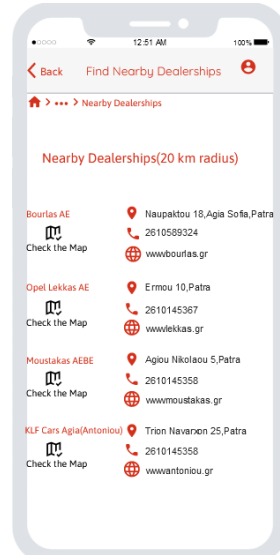 12:51 AM
100%
Back
Find Nearby Dealerships
> ••• > Nearby Dealerships
Nearby Dealerships(20 km radius)
Bourlas AE
Naupaktou 18,Agia Sofia,Patra
2610589324
Check the Map
wwwbourlas.gr
Opel Lekkas AE
Ermou 10,Patra
2610145367
Check the Map
wwwlekkas.gr
Moustakas AEBE
Agiou Nikolaou 5,Patra
2610145358
Check the Map
wwwmoustakas.gr
KLF Cars Agia(Antoniou)
Trion Navarxon 25,Patra
2610145358
Check the Map
wwwantoniou.gr